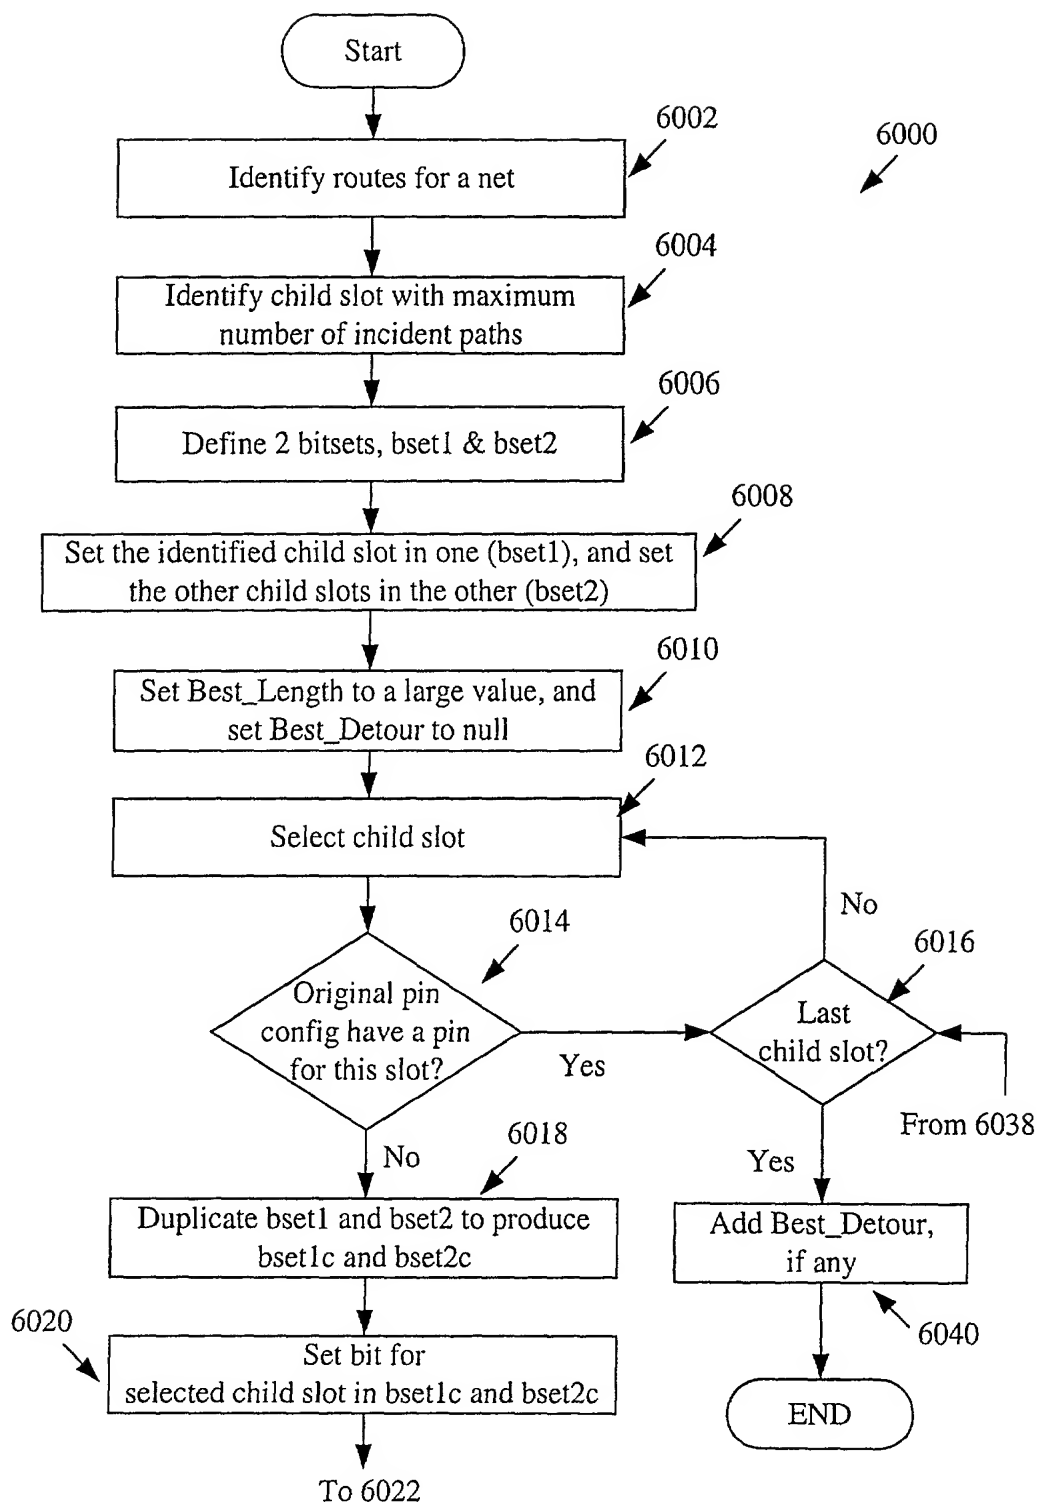 Start
6002
6000
Identify routes for a net
6004
Identify child slot with maximum
number of incident paths
6006
Define 2 bitsets, bset1 & bset2
6008
Set the identified child slot in one (bset1), and set
the other child slots in the other (bset2)
6010
Set Best_Length to a large value, and
set Best_Detour to null
6012
Select child slot
No
6014
6016
Original pin
config have a pin
for this slot?
Yes
Last
child slot?
From 6038
No
6018
Yes
Duplicate bset1 and bset2 to produce
bset1c and bset2c
Add Best_Detour,
if any
6020
6040
Set bit for
selected child slot in bset1c and bset2c
END
To 6022